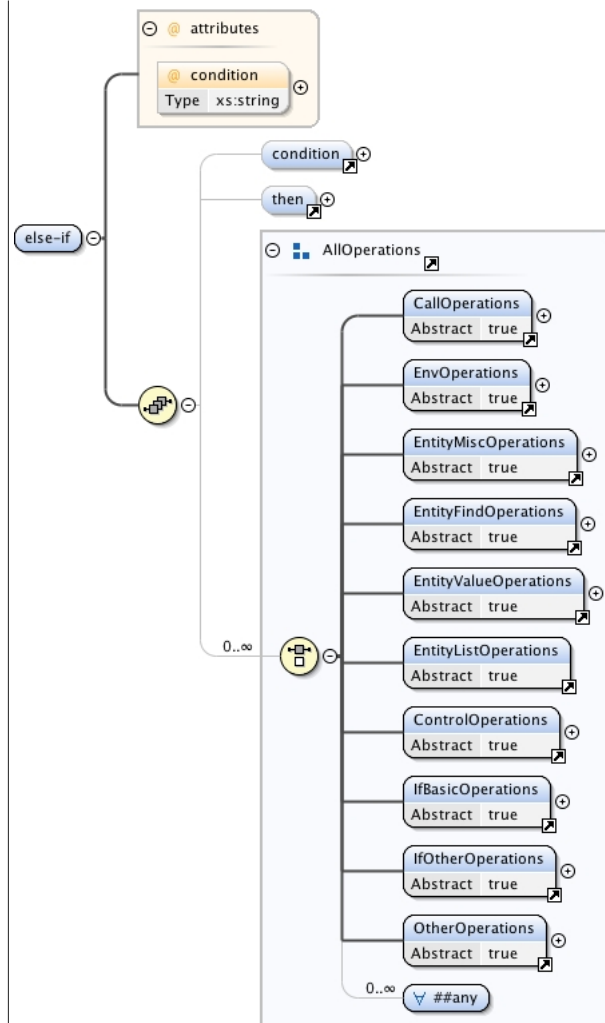 @ attributes
@ condition
Type xs:string
condition
then
else-if
AllOperations
CallOperations
Abstract true
EnvOperations
Abstract true
EntityMiscOperations
Abstract true
EntityFindOperations
Abstract true
EntityValueOperations
Abstract true
0..∞
EntityListOperations
Abstract true
ControlOperations
Abstract true
IfBasicOperations
Abstract true
IfOtherOperations
Abstract true
OtherOperations
Abstract true
0..∞
∀ ##any